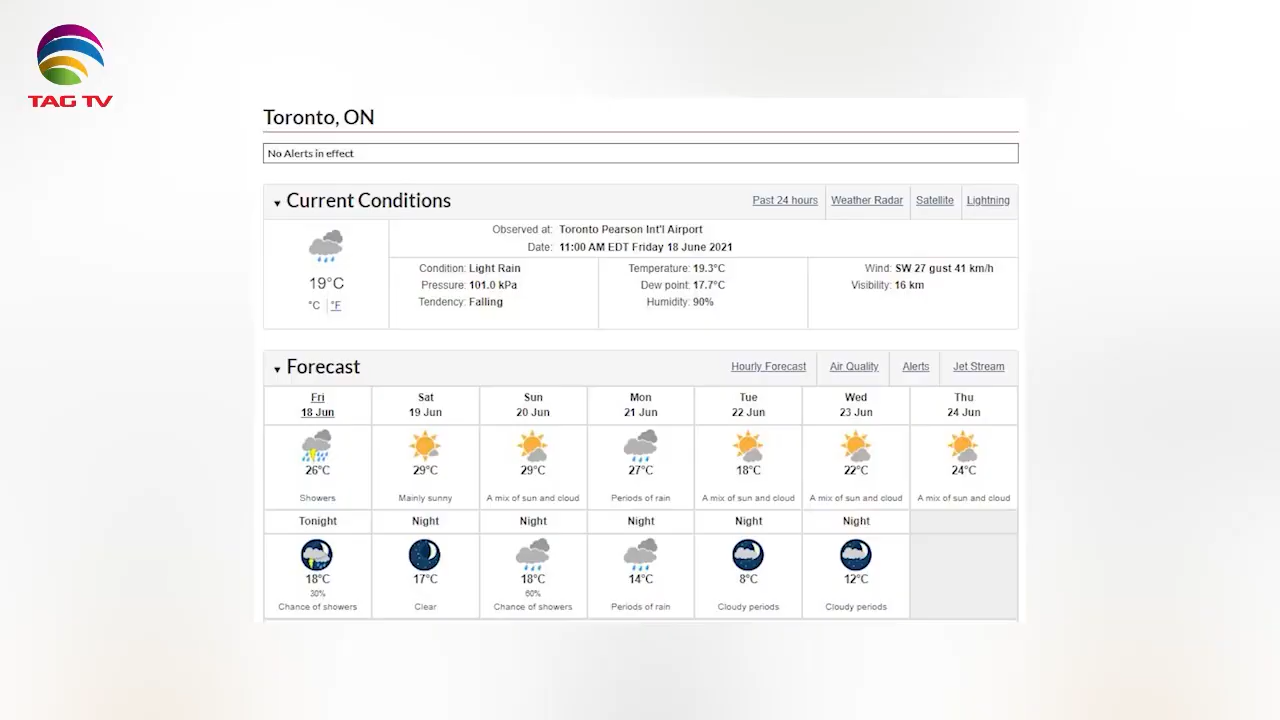 TAG TV
Toronto, ON
No Alerts in effect
Current Conditions
Past 24 hours
Weather Radar
Satellite
Lightning
Observed at: Toronto Pearson Int'l Airport
Date: 11:00 AM EDT Friday 18 June 2021
19°C
°C °F
Condition: Light Rain
Pressure: 101.0 kPa
Tendency: Falling
Temperature: 19.3°C
Dew point: 17.7°C
Humidity: 90%
Wind: SW 27 gust 41 km/h
Visibility: 16 km
Forecast
Hourly Forecast
Air Quality
Alerts
Jet Stream
Fri Sat Sun Mon Tue Wed Thu
18 Jun 19 Jun 20 Jun 21 Jun 22 Jun 23 Jun 24 Jun
26°C 29°C 29°C 27°C 18°C 22°C 24°C
Showers Mainly sunny A mix of sun and cloud Periods of rain A mix of sun and cloud A mix of sun and cloud A mix of sun and cloud
Tonight Night Night Night Night Night
18°C 17°C 18°C 14°C 8°C 12°C
30% 60%
Chance of showers Clear Chance of showers Periods of rain Cloudy periods Cloudy periods